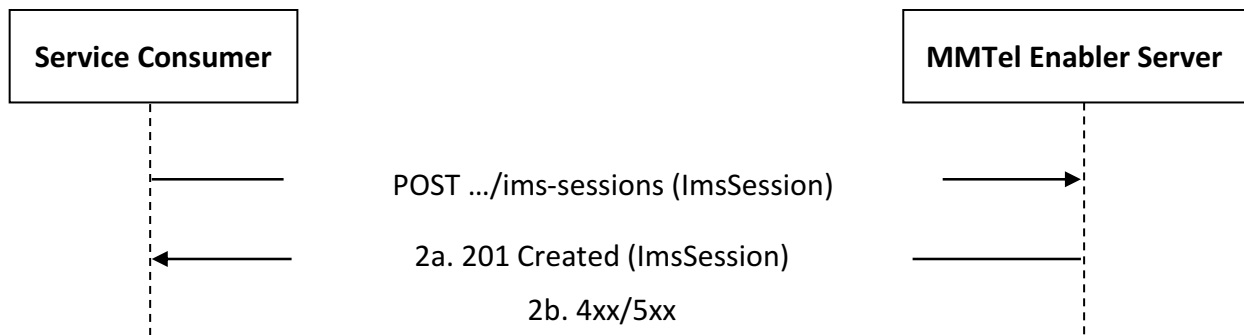 Service Consumer
MMTel Enabler Server
POST …/ims-sessions (ImsSession)
2a. 201 Created (ImsSession)
2b. 4xx/5xx